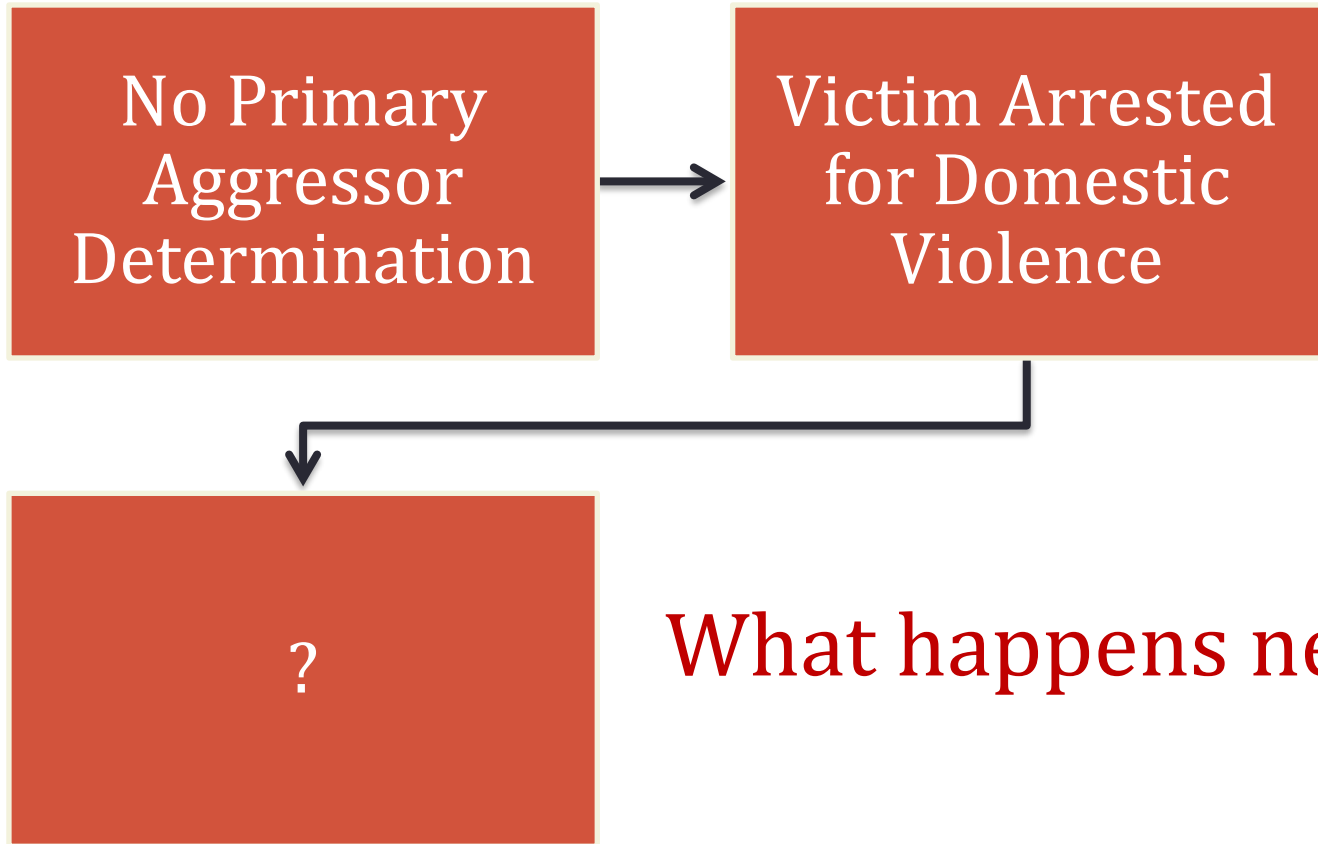 No Primary
Aggressor
Determination
Victim Arrested
for Domestic
Violence
?
What happens